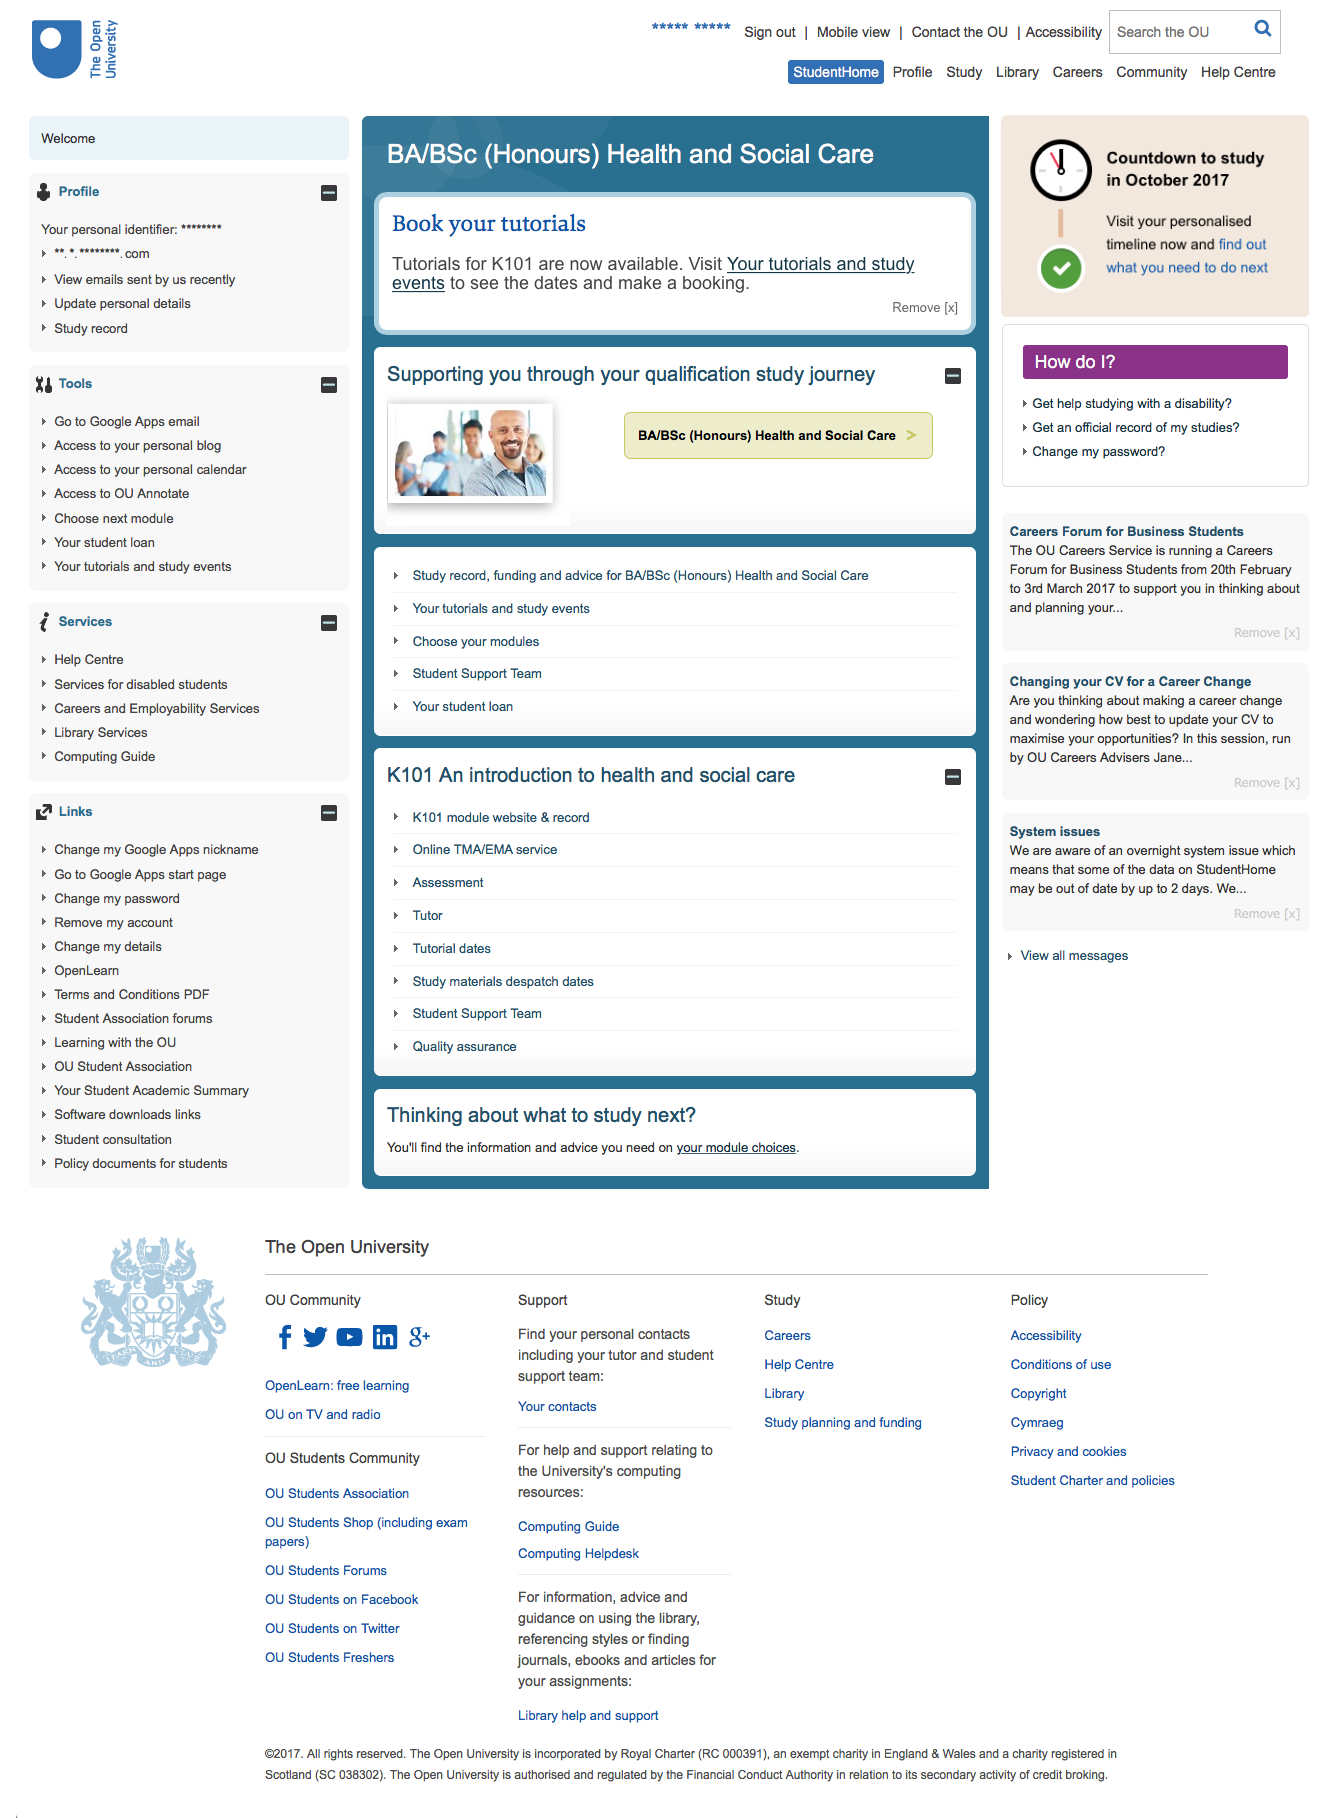 The Open
University
***** *****
Sign out | Mobile view | Contact the OU | Accessibility
Search the OU
StudentHome Profile Study Library Careers Community Help Centre
Welcome
Profile
Your personal identifier: ********
**.*.********.com
View emails sent by us recently
Update personal details
Study record
Tools
Go to Google Apps email
Access to your personal blog
Access to your personal calendar
Access to OU Annotate
Choose next module
Your student loan
Your tutorials and study events
Services
Help Centre
Services for disabled students
Careers and Employability Services
Library Services
Computing Guide
Links
Change my Google Apps nickname
Go to Google Apps start page
Change my password
Remove my account
Change my details
OpenLearn
Terms and Conditions PDF
Student Association forums
Learning with the OU
OU Student Association
Your Student Academic Summary
Software downloads links
Student consultation
Policy documents for students
BA/BSc (Honours) Health and Social Care
Book your tutorials
Tutorials for K101 are now available. Visit Your tutorials and study
events to see the dates and make a booking.
Remove [x]
Supporting you through your qualification study journey
BA/BSc (Honours) Health and Social Care >
Study record, funding and advice for BA/BSc (Honours) Health and Social Care
Your tutorials and study events
Choose your modules
Student Support Team
Your student loan
K101 An introduction to health and social care
K101 module website & record
Online TMA/EMA service
Assessment
Tutor
Tutorial dates
Study materials despatch dates
Student Support Team
Quality assurance
Thinking about what to study next?
You'll find the information and advice you need on your module choices.
Countdown to study
in October 2017
Visit your personalised
timeline now and find out
what you need to do next
How do I?
Get help studying with a disability?
Get an official record of my studies?
Change my password?
Careers Forum for Business Students
The OU Careers Service is running a Careers
Forum for Business Students from 20th February
to 3rd March 2017 to support you in thinking about
and planning your...
Remove [x]
Changing your CV for a Career Change
Are you thinking about making a career change
and wondering how best to update your CV to
maximise your opportunities? In this session, run
by OU Careers Advisers Jane...
Remove [x]
System issues
We are aware of an overnight system issue which
means that some of the data on StudentHome
may be out of date by up to 2 days. We...
Remove [x]
View all messages
The Open University
OU Community
OpenLearn: free learning
OU on TV and radio
OU Students Community
OU Students Association
OU Students Shop (including exam
papers)
OU Students Forums
OU Students on Facebook
OU Students on Twitter
OU Students Freshers
Support
Find your personal contacts
including your tutor and student
support team:
Your contacts
For help and support relating to
the University's computing
resources:
Computing Guide
Computing Helpdesk
For information, advice and
guidance on using the library,
referencing styles or finding
journals, ebooks and articles for
your assignments:
Library help and support
Study
Careers
Help Centre
Library
Study planning and funding
Policy
Accessibility
Conditions of use
Copyright
Cymraeg
Privacy and cookies
Student Charter and policies
©2017. All rights reserved. The Open University is incorporated by Royal Charter (RC 000391), an exempt charity in England & Wales and a charity registered in
Scotland (SC 038302). The Open University is authorised and regulated by the Financial Conduct Authority in relation to its secondary activity of credit broking.